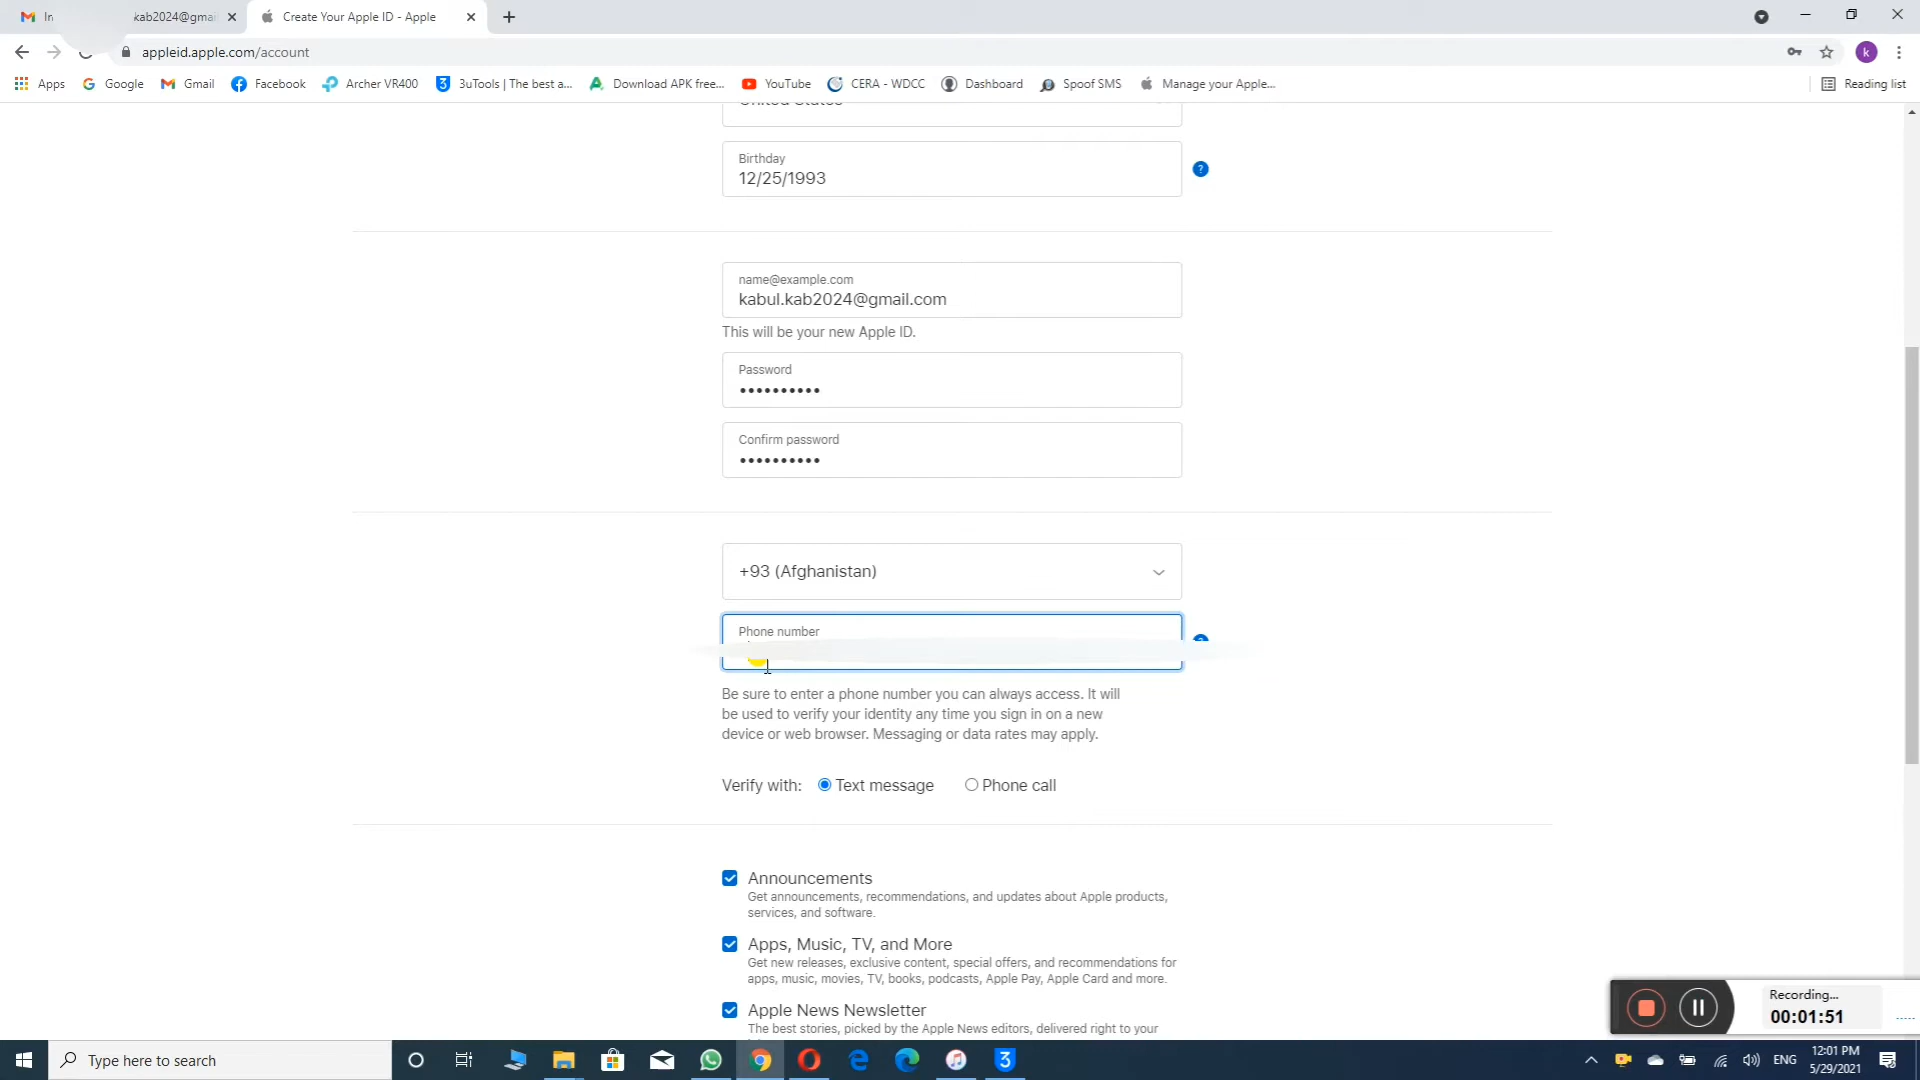 kab2024@gmai
Create Your Apple ID - Apple
appleid.apple.com/account
k
Apps
Google
Gmail
Facebook
Archer VR400
3uTools | The best a...
Download APK free...
YouTube
CERA - WDCC
Dashboard
Spoof SMS
Manage your Apple...
Reading list
United States
Birthday
12/25/1993
?
name@example.com
kabul.kab2024@gmail.com
This will be your new Apple ID.
Password
••••••••••
Confirm password
••••••••••
+93 (Afghanistan)
Phone number
Be sure to enter a phone number you can always access. It will
be used to verify your identity any time you sign in on a new
device or web browser. Messaging or data rates may apply.
Verify with:
Text message
Phone call
Announcements
Get announcements, recommendations, and updates about Apple products,
services, and software.
Apps, Music, TV, and More
Get new releases, exclusive content, special offers, and recommendations for
apps, music, movies, TV, books, podcasts, Apple Pay, Apple Card and more.
Apple News Newsletter
The best stories, picked by the Apple News editors, delivered right to your
Recording...
00:01:51
Type here to search
ENG
12:01 PM
5/29/2021